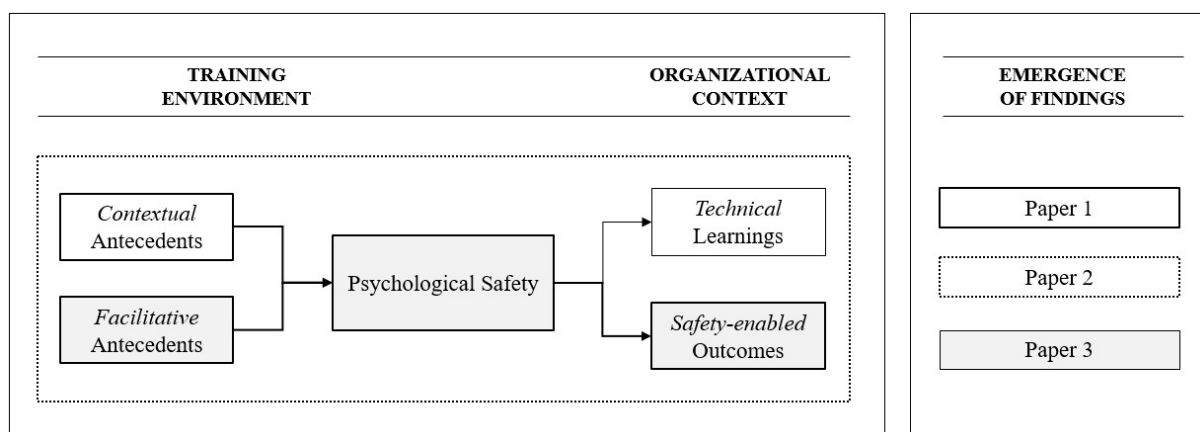 TRAINING
ENVIRONMENT
ORGANIZATIONAL
CONTEXT
Contextual
Antecedents
Facilitative
Antecedents
Psychological Safety
Technical
Learnings
Safety-enabled
Outcomes
EMERGENCE
OF FINDINGS
Paper 1
Paper 2
Paper 3